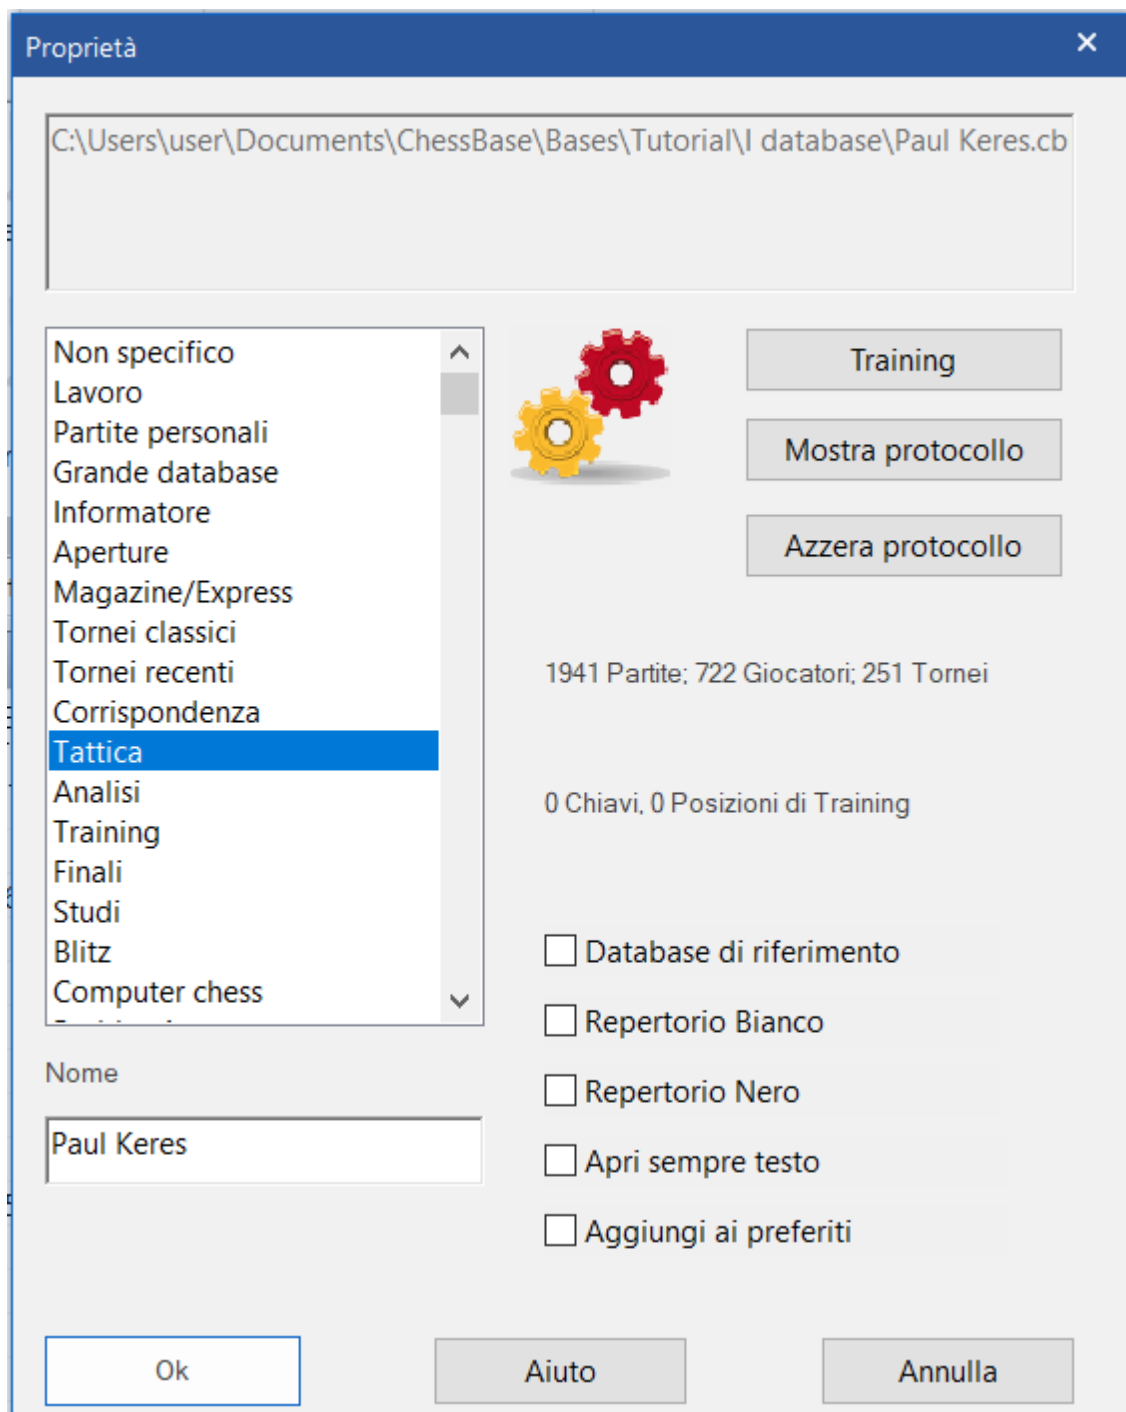 Proprietà
C:\Users\user\Documents\ChessBase\Bases\Tutorial\I database\Paul Keres.cb
Non specifico
Lavoro
Partite personali
Grande database
Informatore
Aperture
Magazine/Express
Tornei classici
Tornei recenti
Corrispondenza
Tattica
Analisi
Training
Finali
Studi
Blitz
Computer chess
Training
Mostra protocollo
Azzera protocollo
1941 Partite; 722 Giocatori; 251 Tornei
0 Chiavi, 0 Posizioni di Training
Database di riferimento
Repertorio Bianco
Repertorio Nero
Apri sempre testo
Aggiungi ai preferiti
Nome
Paul Keres
Ok
Aiuto
Annulla